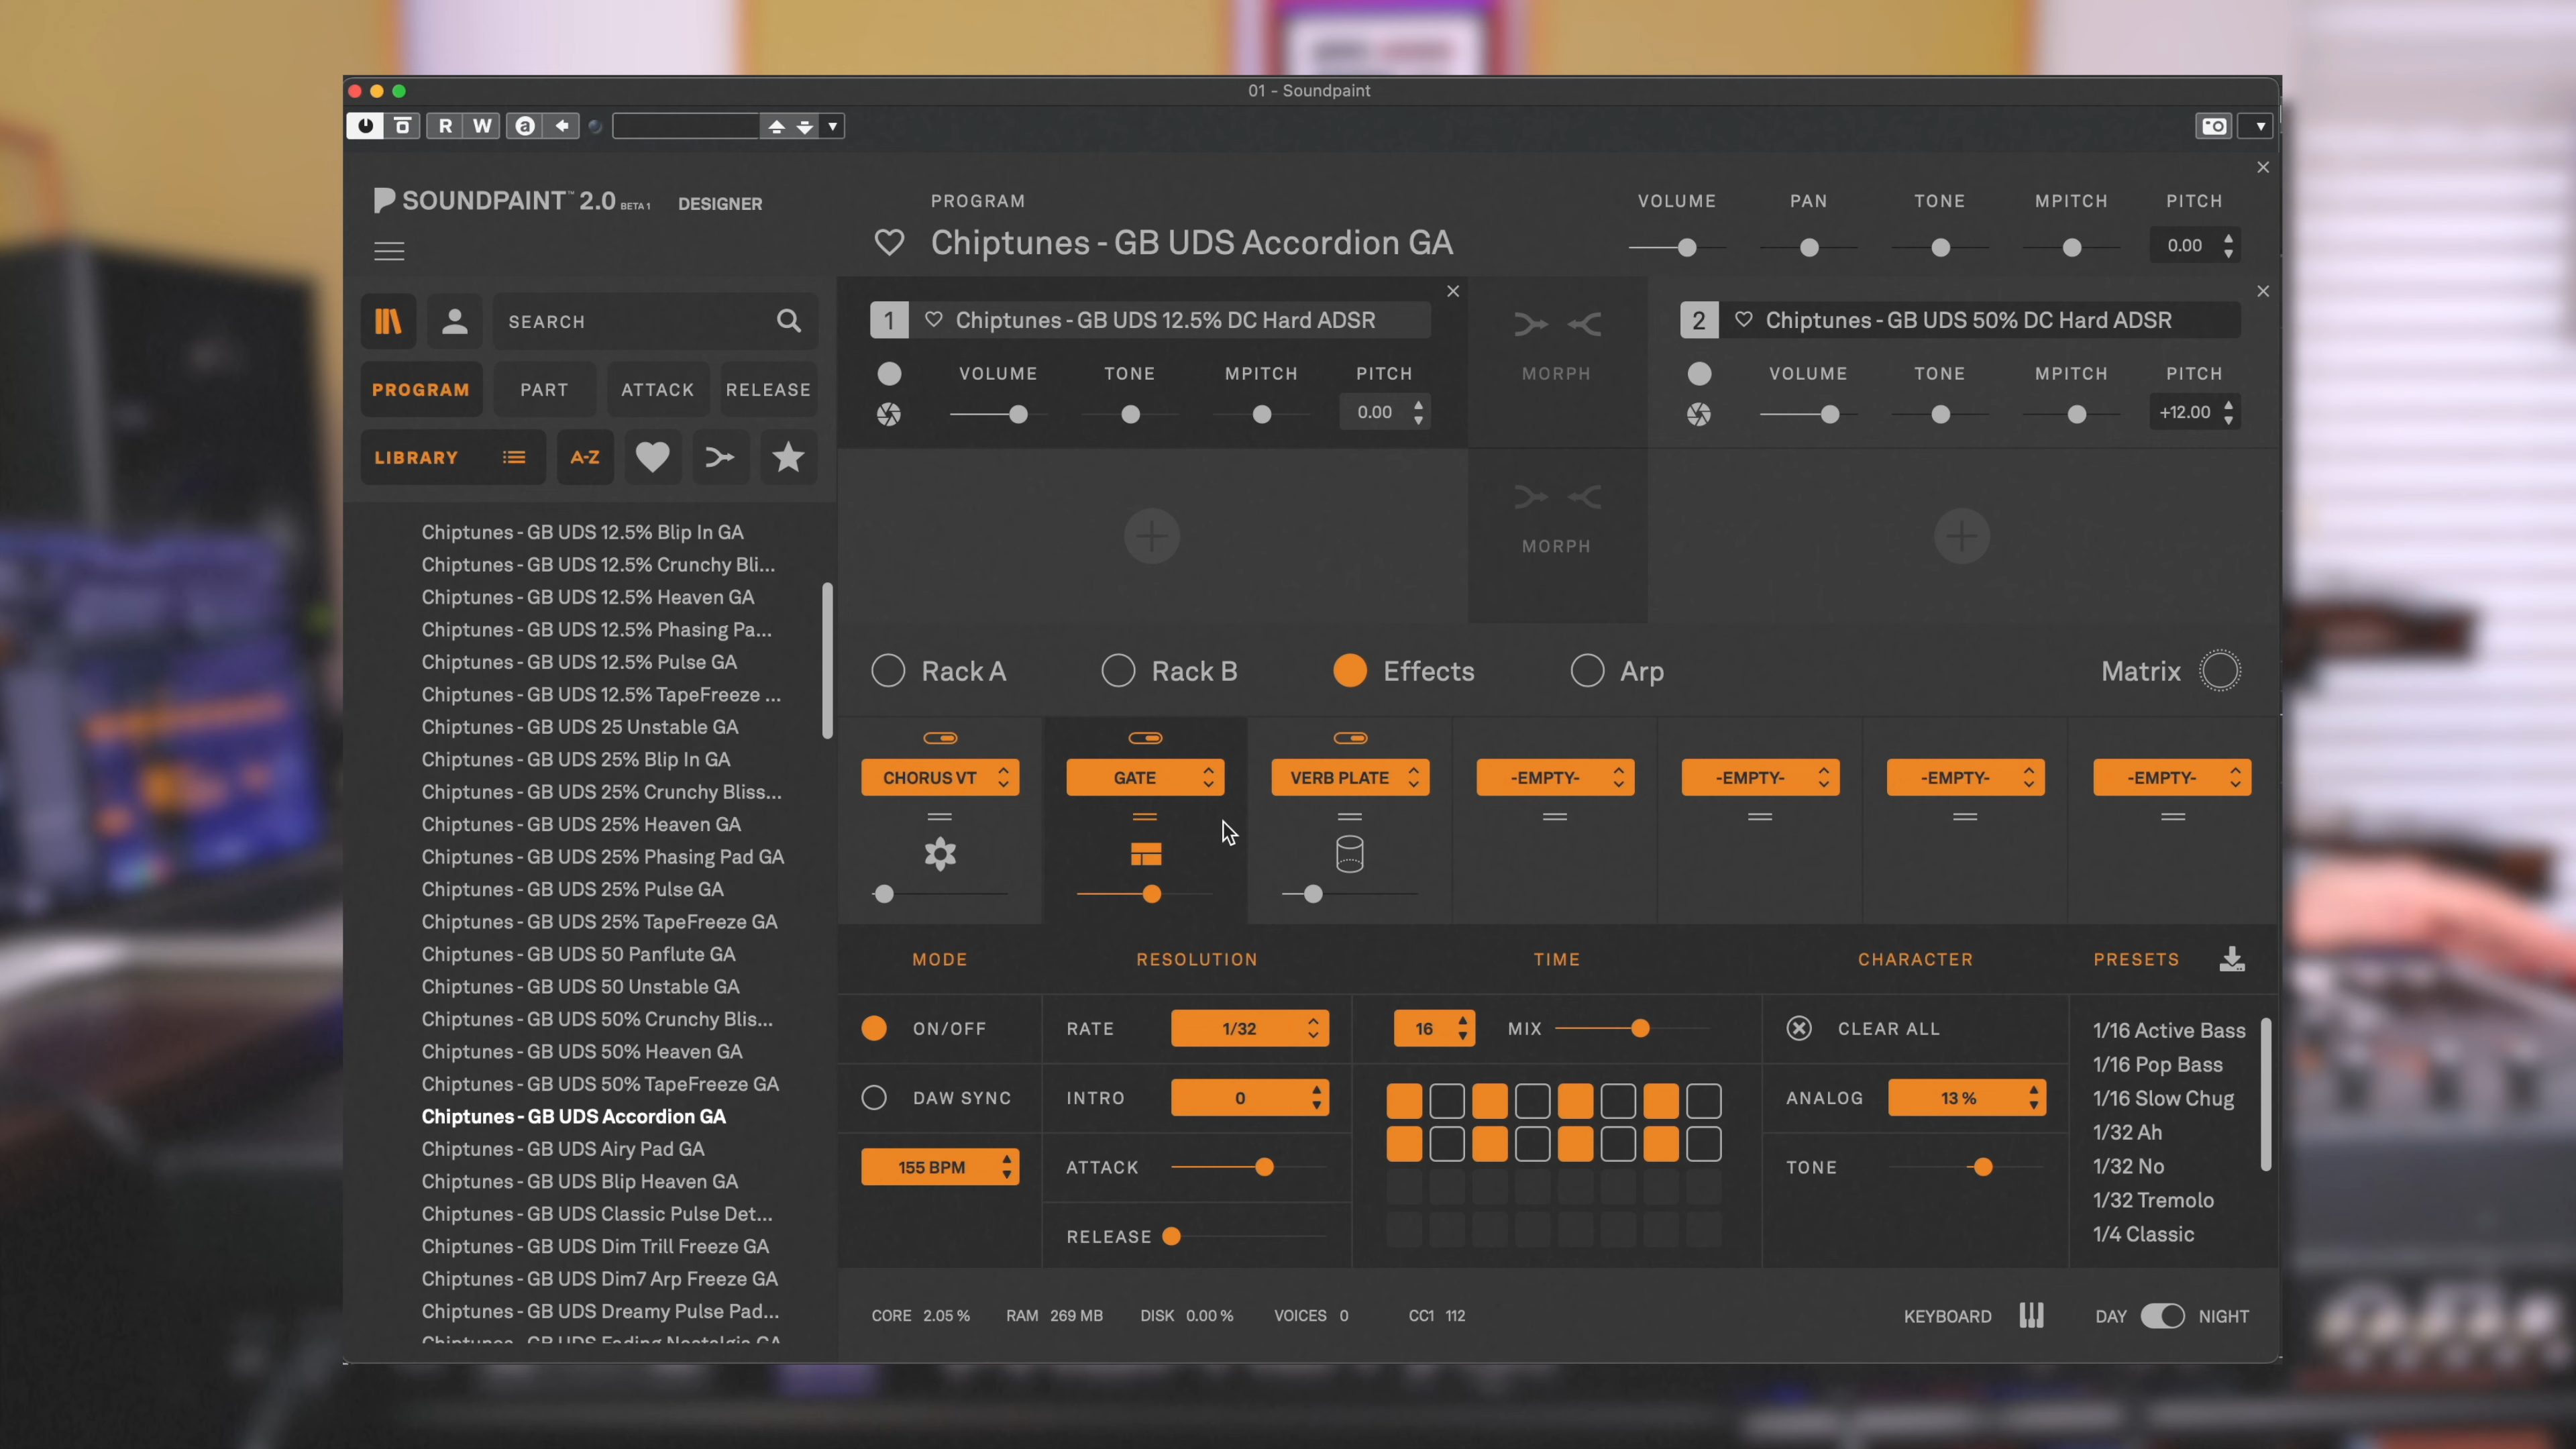 01 - Soundpaint
R W a
SOUNDPAINT™ 2.0 BETA 1 DESIGNER
PROGRAM
Chiptunes - GB UDS Accordion GA
VOLUME PAN TONE MPITCH PITCH
0.00
SEARCH
PROGRAM PART ATTACK RELEASE
LIBRARY A-Z
1 Chiptunes - GB UDS 12.5% DC Hard ADSR
VOLUME TONE MPITCH PITCH
0.00
MORPH
2 Chiptunes - GB UDS 50% DC Hard ADSR
VOLUME TONE MPITCH PITCH
+12.00
MORPH
Chiptunes - GB UDS 12.5% Blip In GA
Chiptunes - GB UDS 12.5% Crunchy Bli...
Chiptunes - GB UDS 12.5% Heaven GA
Chiptunes - GB UDS 12.5% Phasing Pa...
Chiptunes - GB UDS 12.5% Pulse GA
Chiptunes - GB UDS 12.5% TapeFreeze ...
Chiptunes - GB UDS 25 Unstable GA
Chiptunes - GB UDS 25% Blip In GA
Chiptunes - GB UDS 25% Crunchy Bliss...
Chiptunes - GB UDS 25% Heaven GA
Chiptunes - GB UDS 25% Phasing Pad GA
Chiptunes - GB UDS 25% Pulse GA
Chiptunes - GB UDS 25% TapeFreeze GA
Chiptunes - GB UDS 50 Panflute GA
Chiptunes - GB UDS 50 Unstable GA
Chiptunes - GB UDS 50% Crunchy Blis...
Chiptunes - GB UDS 50% Heaven GA
Chiptunes - GB UDS 50% TapeFreeze GA
Chiptunes - GB UDS Accordion GA
Chiptunes - GB UDS Airy Pad GA
Chiptunes - GB UDS Blip Heaven GA
Chiptunes - GB UDS Classic Pulse Det...
Chiptunes - GB UDS Dim Trill Freeze GA
Chiptunes - GB UDS Dim7 Arp Freeze GA
Chiptunes - GB UDS Dreamy Pulse Pad...
Chiptunes - GB UDS Fading Nostalgia GA
Rack A Rack B Effects Arp Matrix
CHORUS VT GATE VERB PLATE -EMPTY- -EMPTY- -EMPTY- -EMPTY-
MODE RESOLUTION TIME CHARACTER PRESETS
ON/OFF
DAW SYNC
155 BPM
RATE 1/32
INTRO 0
ATTACK
RELEASE
16 MIX
CLEAR ALL
ANALOG 13 %
TONE
1/16 Active Bass
1/16 Pop Bass
1/16 Slow Chug
1/32 Ah
1/32 No
1/32 Tremolo
1/4 Classic
CORE 2.05 % RAM 269 MB DISK 0.00 % VOICES 0 CC1 112
KEYBOARD DAY NIGHT